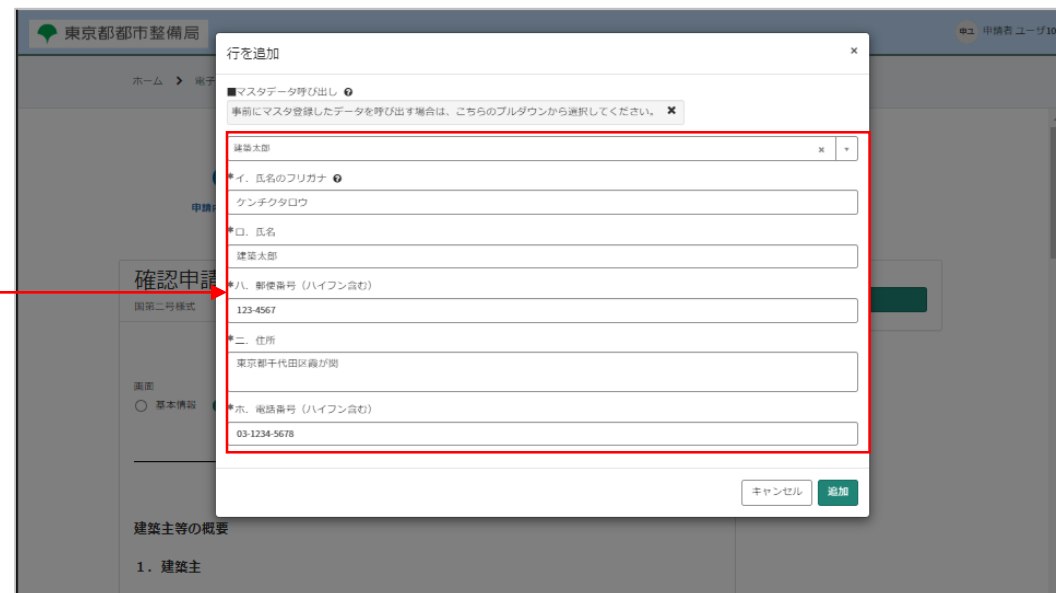 東京都都市整備局
申ユ 申請者 ユーザ10
ホーム > 電子
行を追加
×
■マスタデータ呼び出し
事前にマスタ登録したデータを呼び出す場合は、こちらのプルダウンから選択してください。 ✖
建築太郎
*イ．氏名のフリガナ
ケンチクタロウ
*ロ．氏名
建築太郎
*ハ．郵便番号（ハイフン含む）
123-4567
*ニ．住所
東京都千代田区霞が関
*ホ．電話番号（ハイフン含む）
03-1234-5678
キャンセル
追加
申請
確認申請
国第二号様式
画面
基本情報
建築主等の概要
1．建築主